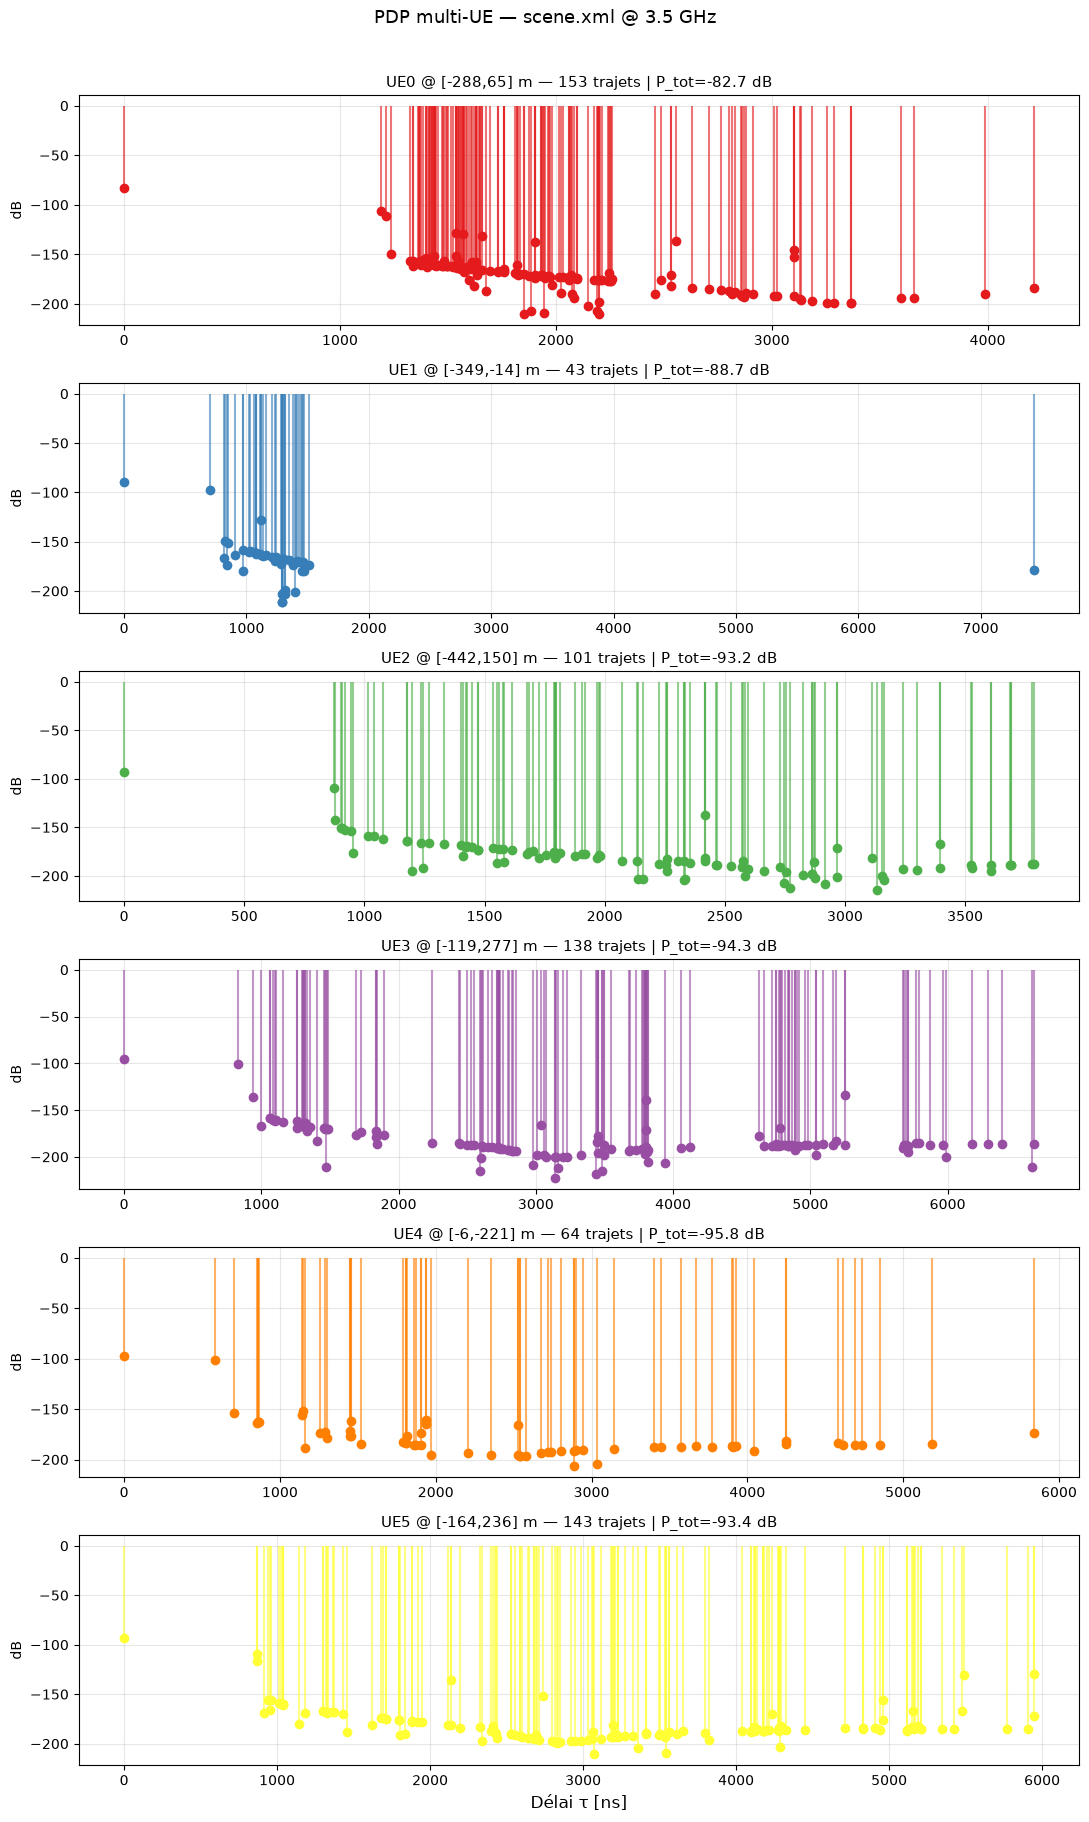 PDP multi-UE — scene.xml @ 3.5 GHz
UE0 @ [-288,65] m — 153 trajets | P_tot=-82.7 dB
0
−50
−100
−150
−200
dB
0 1000 2000 3000 4000
UE1 @ [-349,-14] m — 43 trajets | P_tot=-88.7 dB
0
−50
−100
−150
−200
dB
0 1000 2000 3000 4000 5000 6000 7000
UE2 @ [-442,150] m — 101 trajets | P_tot=-93.2 dB
0
−50
−100
−150
−200
dB
0 500 1000 1500 2000 2500 3000 3500
UE3 @ [-119,277] m — 138 trajets | P_tot=-94.3 dB
0
−50
−100
−150
−200
dB
0 1000 2000 3000 4000 5000 6000
UE4 @ [-6,-221] m — 64 trajets | P_tot=-95.8 dB
0
−50
−100
−150
−200
dB
0 1000 2000 3000 4000 5000 6000
UE5 @ [-164,236] m — 143 trajets | P_tot=-93.4 dB
0
−50
−100
−150
−200
dB
0 1000 2000 3000 4000 5000 6000
Délai τ [ns]